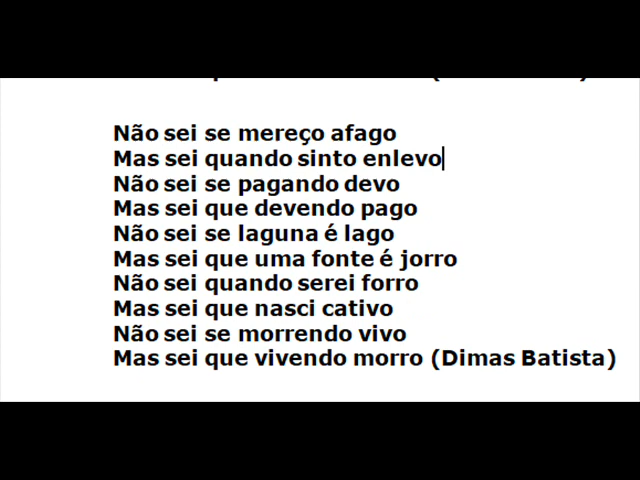 Não sei se mereço afago
Mas sei quando sinto enlevo
Não sei se pagando devo
Mas sei que devendo pago
Não sei se laguna é lago
Mas sei que uma fonte é jorro
Não sei quando serei forro
Mas sei que nasci cativo
Não sei se morrendo vivo
Mas sei que vivendo morro (Dimas Batista)